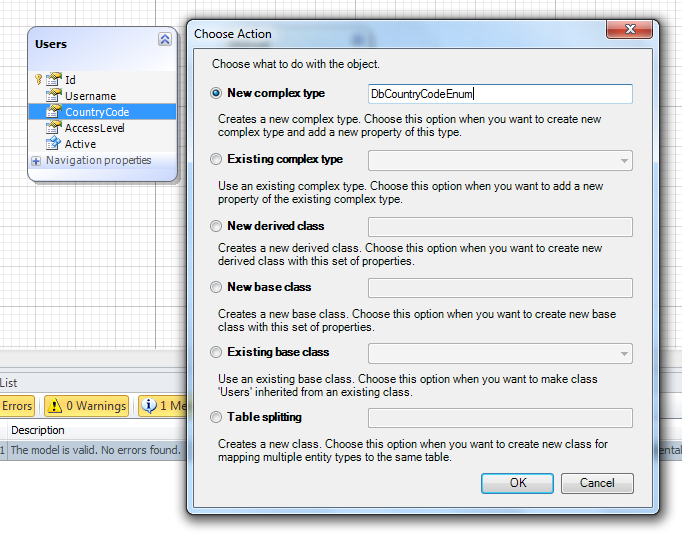 Users
Id
Username
CountryCode
AccessLevel
Active
Navigation properties
Choose Action
Choose what to do with the object.
New complex type
DbCountryCodeEnum
Creates a new complex type. Choose this option when you want to create new
complex type and add a new property of this type.
Existing complex type
Use an existing complex type. Choose this option when you want to add a new
property of the existing complex type.
New derived class
Creates a new derived class. Choose this option when you want to create new
derived class with this set of properties.
New base class
Creates a new base class. Choose this option when you want to create new base
class with this set of properties.
Existing base class
Use an existing base class. Choose this option when you want to make class
'Users' inherited from an existing class.
Table splitting
Creates a new class. Choose this option when you want to create new class for
mapping multiple entity types to the same table.
OK
Cancel
List
Errors
0 Warnings
1 Me
Description
1
The model is valid. No errors found.